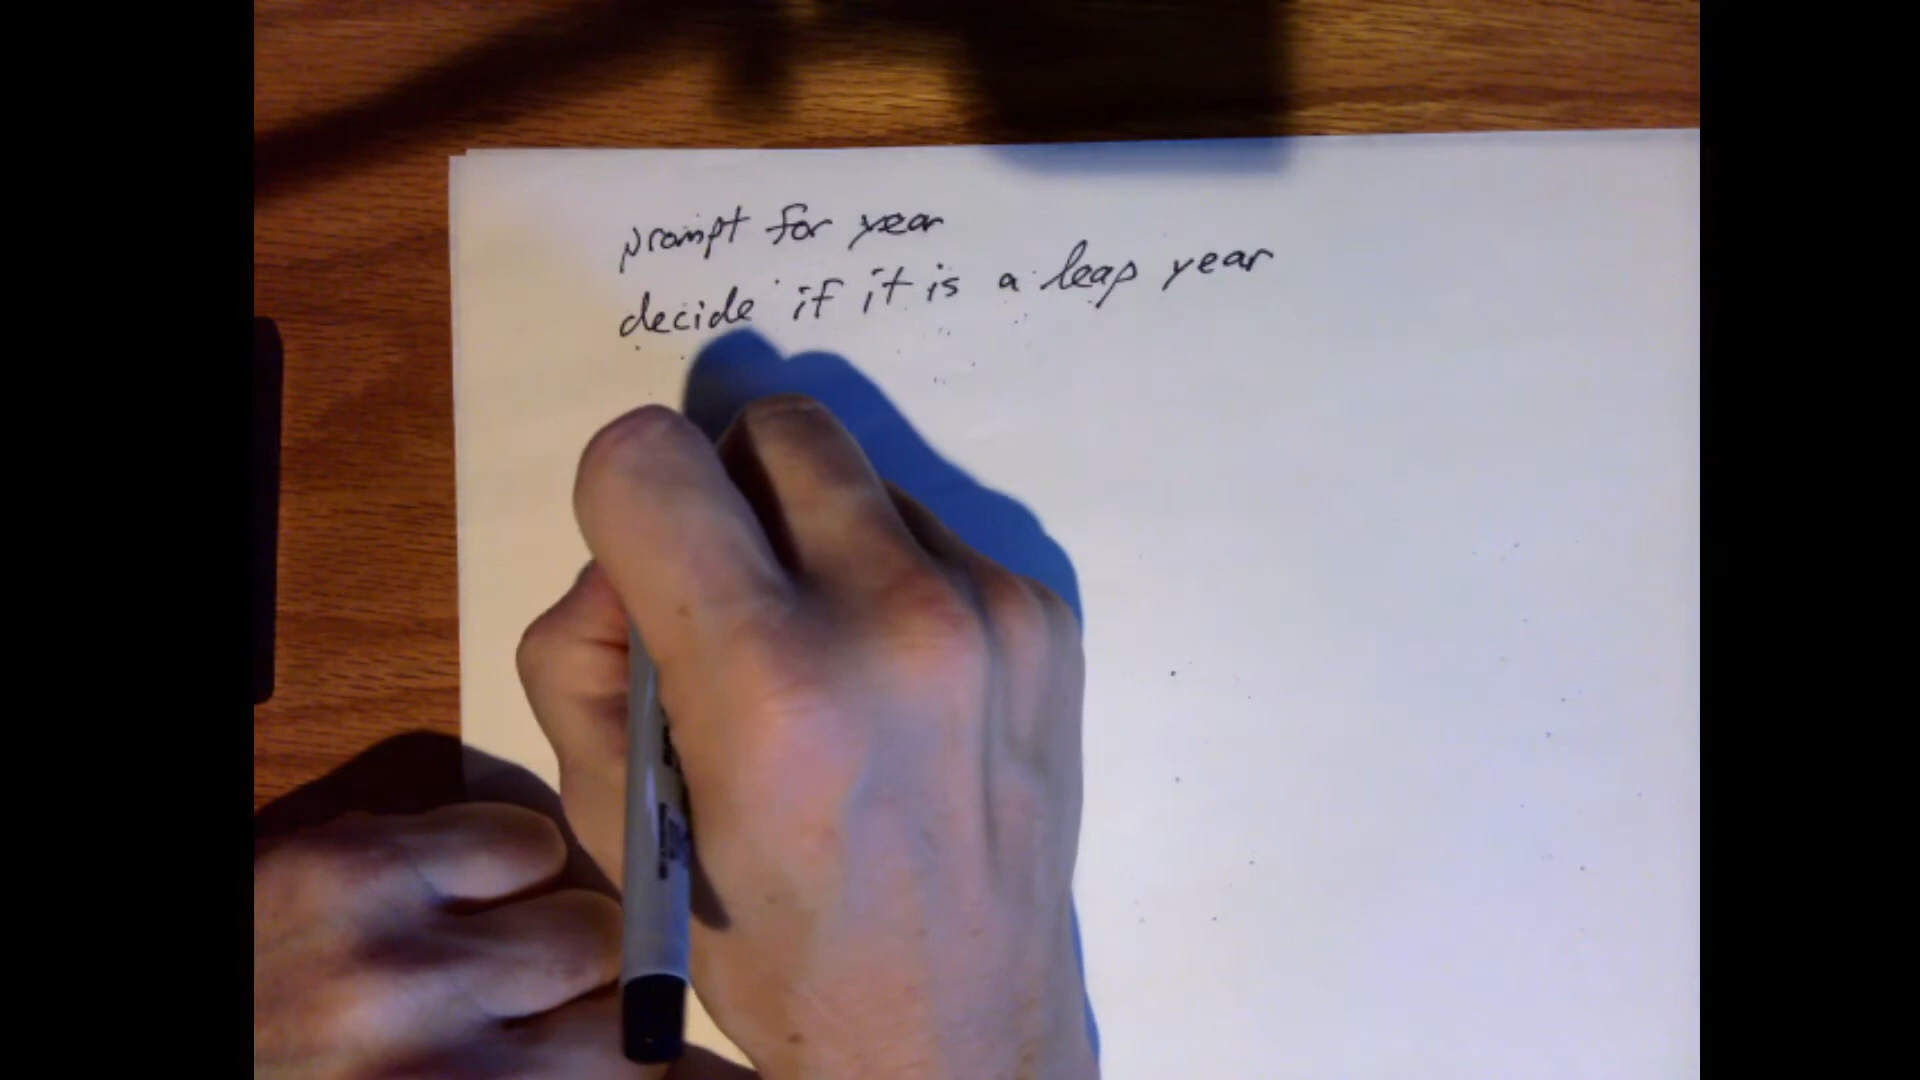 prompt for year
decide if it is a leap year